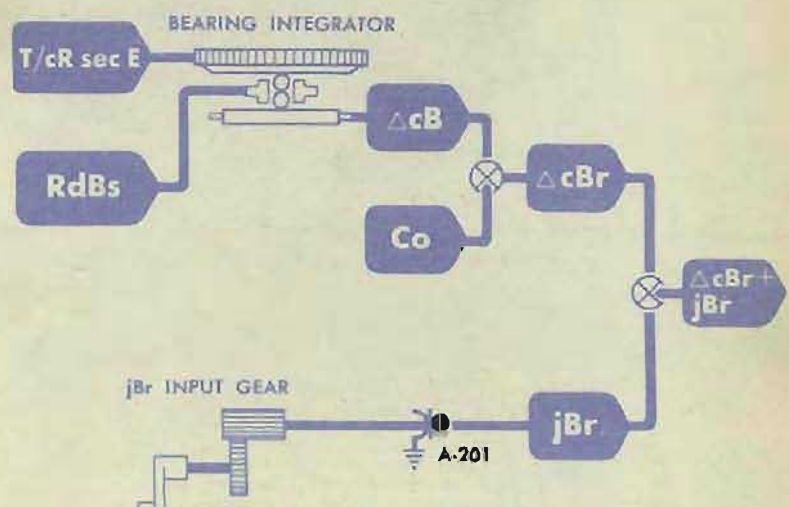 BEARING INTEGRATOR
T/cR sec E
RdBs
△cB
Co
△cBr
△cBr +
jBr
jBr INPUT GEAR
A-201
jBr